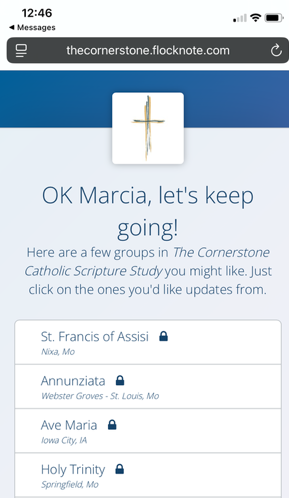 12:46
◀ Messages
thecornerstone.flocknote.com
OK Marcia, let's keep
going!
Here are a few groups in The Cornerstone
Catholic Scripture Study you might like. Just
click on the ones you'd like updates from.
St. Francis of Assisi
Nixa, Mo
Annunziata
Webster Groves - St. Louis, Mo
Ave Maria
Iowa City, IA
Holy Trinity
Springfield, Mo